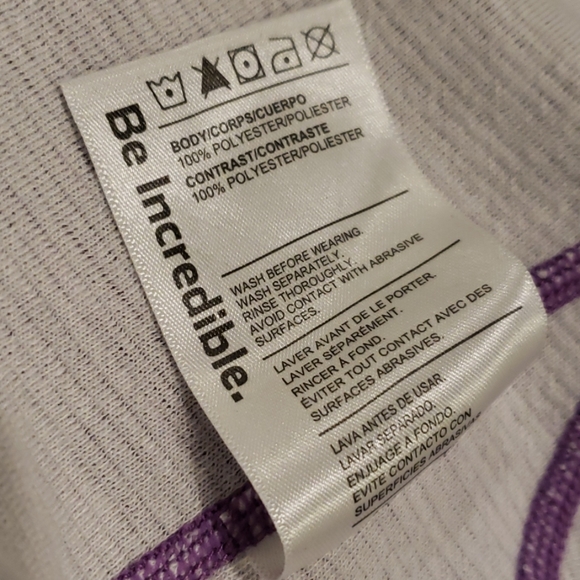 Be Incredible.
BODY/CORPS/CUERPO
100% POLYESTER/POLIESTER
CONTRAST/CONTRASTE
100% POLYESTER/POLIESTER
WASH BEFORE WEARING.
WASH SEPARATELY.
RINSE THOROUGHLY.
AVOID CONTACT WITH ABRASIVE
SURFACES.
LAVER AVANT DE LE PORTER.
LAVER SÉPARÉMENT.
RINCER À FOND.
ÉVITER TOUT CONTACT AVEC DES
SURFACES ABRASIVES.
LAVA ANTES DE USAR.
LAVAR SEPARADO.
ENJUAGE A FONDO.
EVITE CONTACTO CON
SUPERFICIES ABRASIVAS